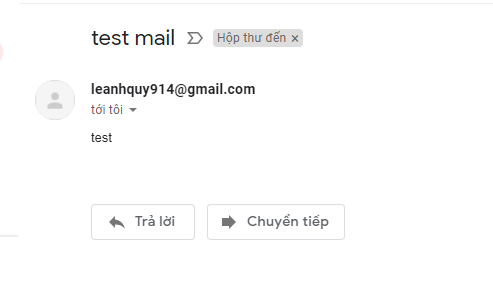 test mail Hộp thư đến ×
leanhquy914@gmail.com
tới tôi
test
Trả lời Chuyển tiếp